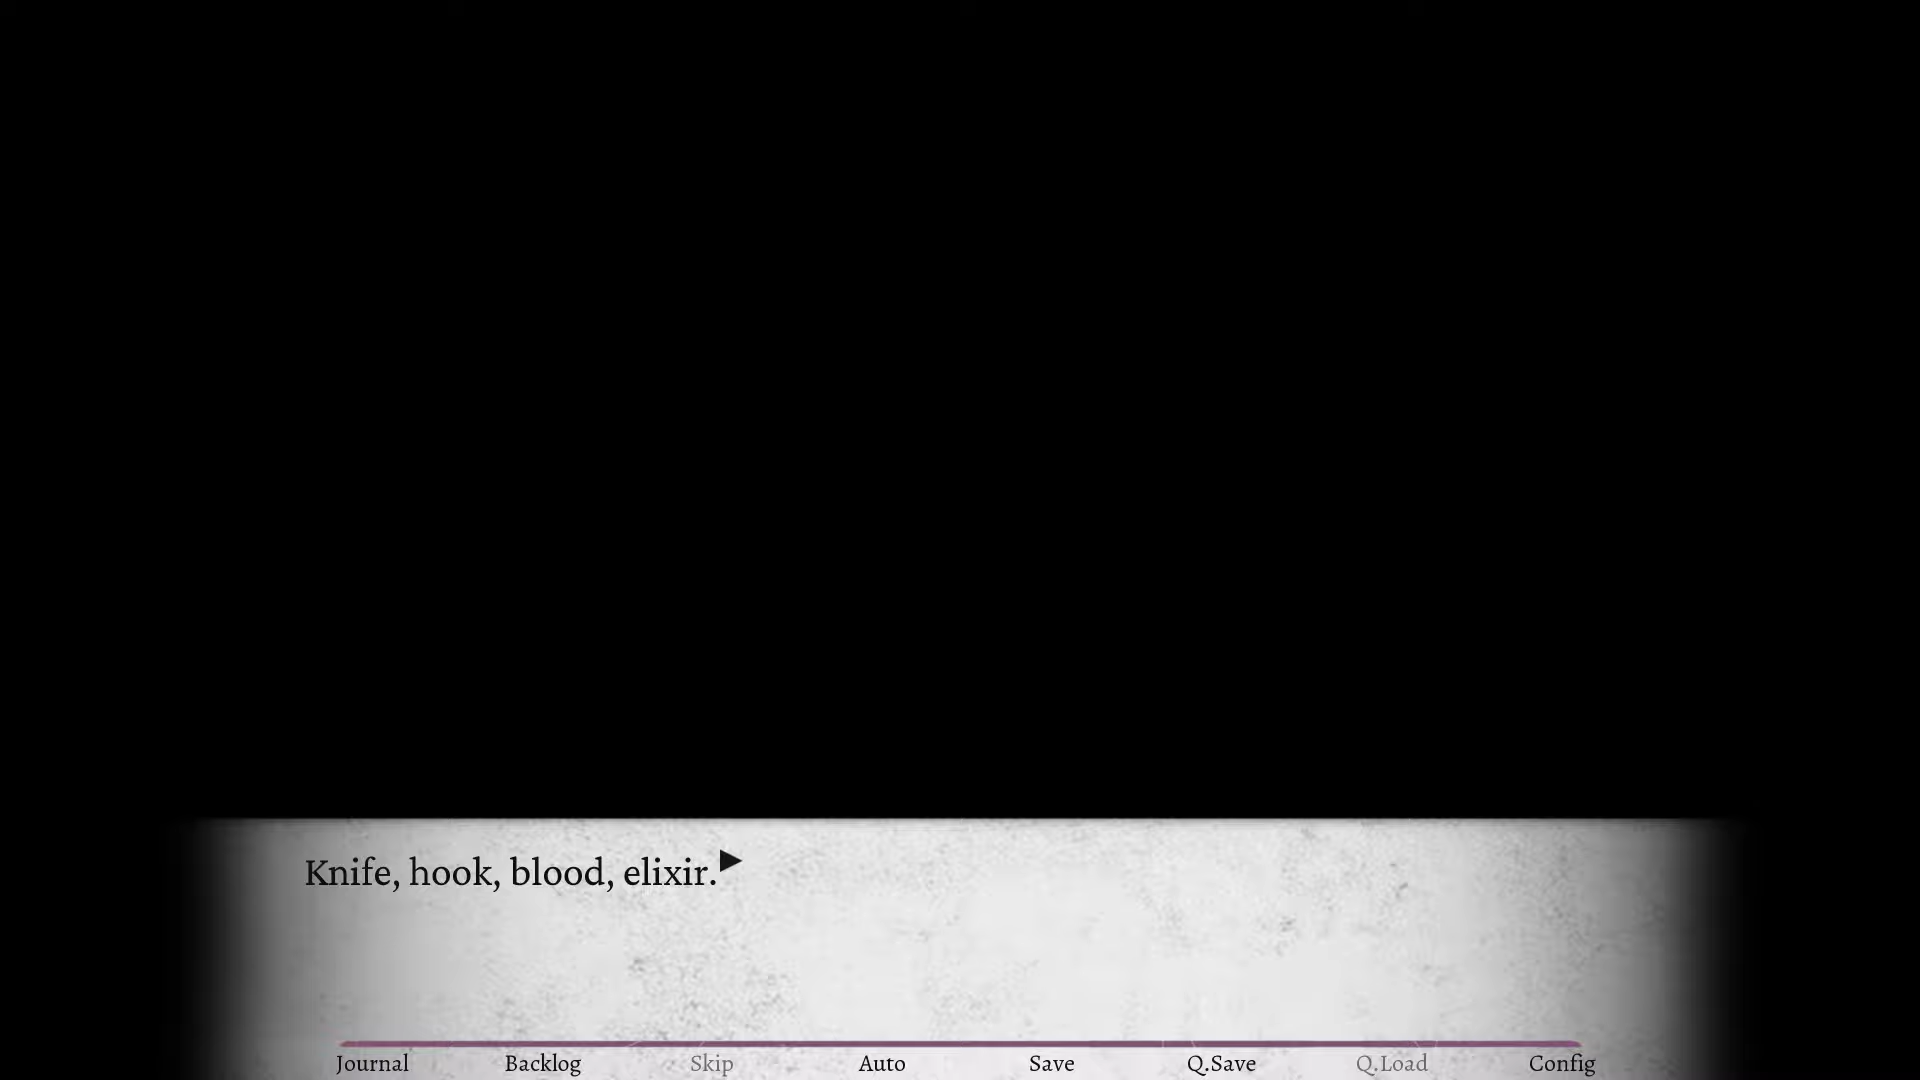 Knife, hook, blood, elixir.
Journal Backlog Skip Auto Save Q.Save Q.Load Config